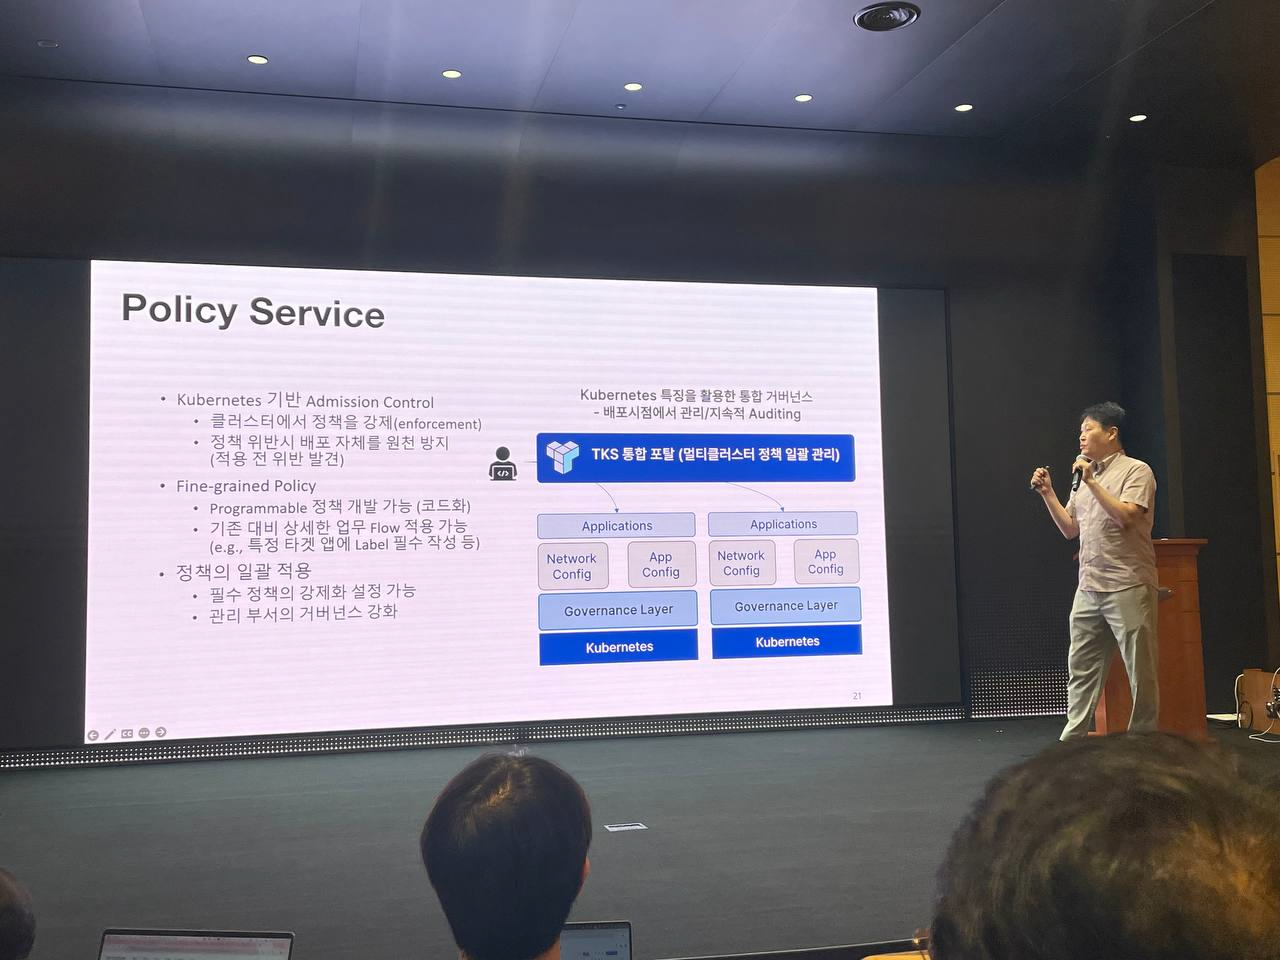 Policy Service
• Kubernetes 기반 Admission Control
• 클러스터에서 정책을 강제(enforcement)
• 정책 위반시 배포 자체를 원천 방지
(적용 전 위반 발견)
• Fine-grained Policy
• Programmable 정책 개발 가능 (코드화)
• 기존 대비 상세한 업무 Flow 적용 가능
(e.g., 특정 타겟 앱에 Label 필수 작성 등)
• 정책의 일괄 적용
• 필수 정책의 강제화 설정 가능
• 관리 부서의 거버넌스 강화
Kubernetes 특징을 활용한 통합 거버넌스
- 배포시점에서 관리/지속적 Auditing
</>
TKS 통합 포탈 (멀티클러스터 정책 일괄 관리)
Applications
Network
Config
App
Config
Governance Layer
Kubernetes
Applications
Network
Config
App
Config
Governance Layer
Kubernetes
21